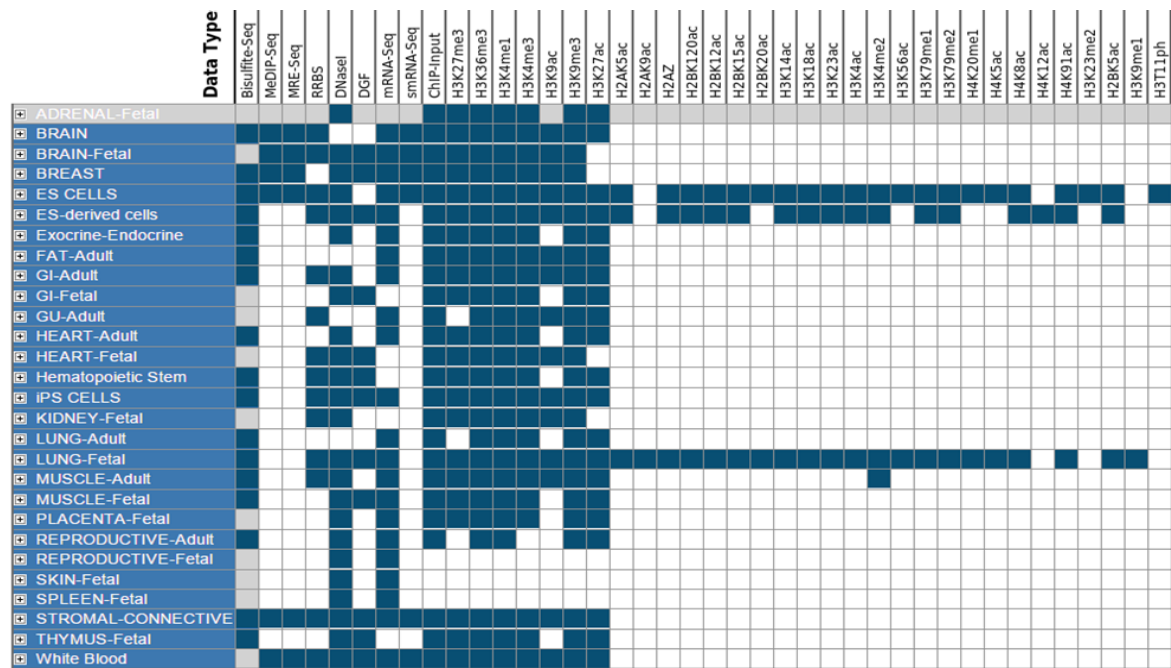 Data Type
Bisulfite-Seq
MeDIP-Seq
MRE-Seq
RRBS
DNaseI
DGF
mRNA-Seq
smRNA-Seq
ChIP-Input
H3K27me3
H3K36me3
H3K4me1
H3K4me3
H3K9ac
H3K9me3
H3K27ac
H2AK5ac
H2AK9ac
H2AZ
H2BK120ac
H2BK12ac
H2BK15ac
H2BK20ac
H3K14ac
H3K18ac
H3K23ac
H3K4ac
H3K4me2
H3K56ac
H3K79me1
H3K79me2
H4K20me1
H4K5ac
H4K8ac
H4K12ac
H4K91ac
H3K23me2
H2BK5ac
H3K9me1
H3T11ph
ADRENAL-Fetal
BRAIN
BRAIN-Fetal
BREAST
ES CELLS
ES-derived cells
Exocrine-Endocrine
FAT-Adult
GI-Adult
GI-Fetal
GU-Adult
HEART-Adult
HEART-Fetal
Hematopoietic Stem
iPS CELLS
KIDNEY-Fetal
LUNG-Adult
LUNG-Fetal
MUSCLE-Adult
MUSCLE-Fetal
PLACENTA-Fetal
REPRODUCTIVE-Adult
REPRODUCTIVE-Fetal
SKIN-Fetal
SPLEEN-Fetal
STROMAL-CONNECTIVE
THYMUS-Fetal
White Blood